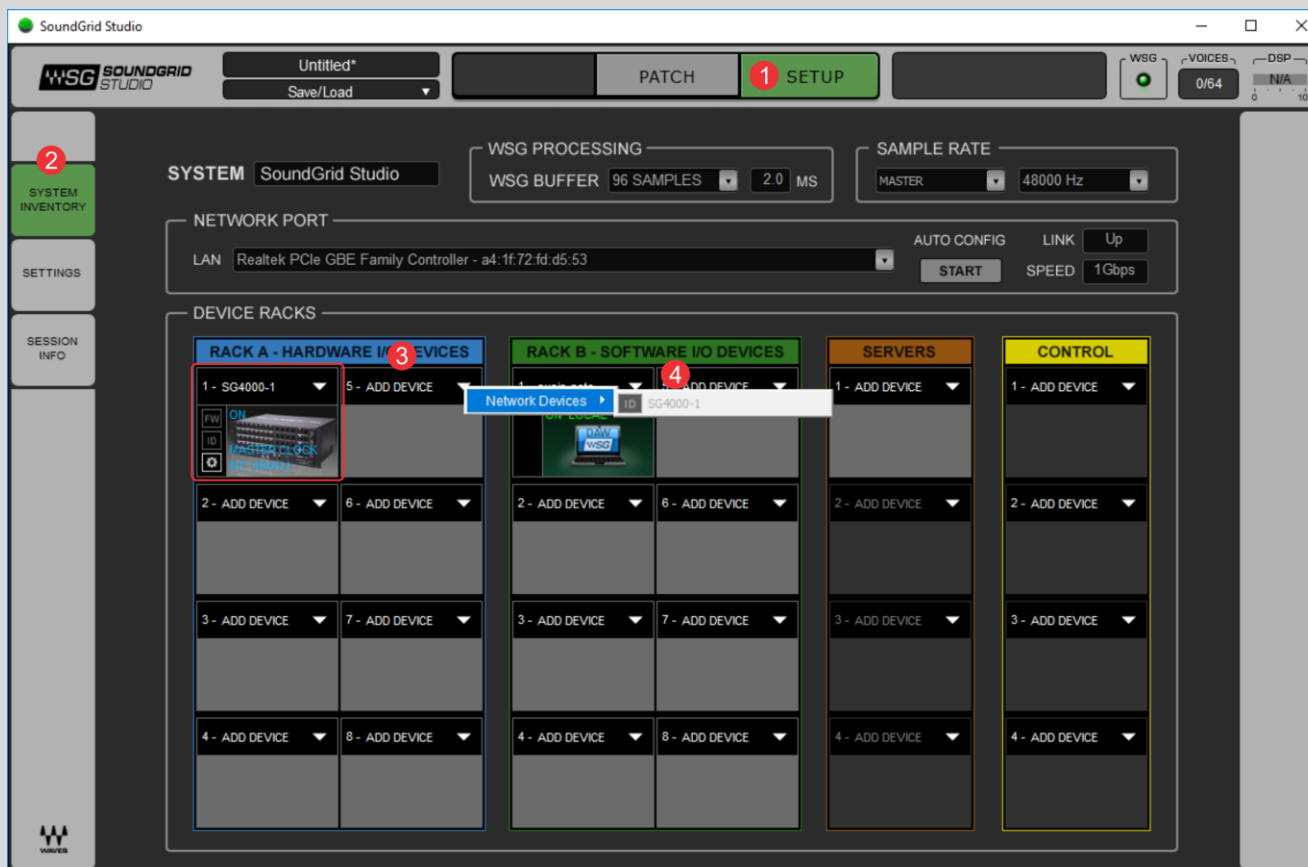 SoundGrid Studio
WSG SOUNDGRID STUDIO
Untitled*
Save/Load
PATCH
1 SETUP
WSG
VOICES
0/64
DSP
N/A
0 10
2
SYSTEM INVENTORY
SETTINGS
SESSION INFO
WAVES
SYSTEM SoundGrid Studio
WSG PROCESSING
WSG BUFFER 96 SAMPLES 2.0 MS
SAMPLE RATE
MASTER 48000 Hz
NETWORK PORT
LAN Realtek PCIe GBE Family Controller - a4:1f:72:fd:d5:53
AUTO CONFIG
START
LINK Up
SPEED 1Gbps
DEVICE RACKS
RACK A - HARDWARE I/O DEVICES
3
RACK B - SOFTWARE I/O DEVICES
4
SERVERS
CONTROL
1 - SG4000-1
5 - ADD DEVICE
ADD DEVICE
1 - ADD DEVICE
1 - ADD DEVICE
Network Devices
ID SG4000-1
FW
ID
ON
MASTER CLOCK
ON LOCAL
DAW
WSG
2 - ADD DEVICE
6 - ADD DEVICE
2 - ADD DEVICE
6 - ADD DEVICE
2 - ADD DEVICE
2 - ADD DEVICE
3 - ADD DEVICE
7 - ADD DEVICE
3 - ADD DEVICE
7 - ADD DEVICE
3 - ADD DEVICE
3 - ADD DEVICE
4 - ADD DEVICE
8 - ADD DEVICE
4 - ADD DEVICE
8 - ADD DEVICE
4 - ADD DEVICE
4 - ADD DEVICE